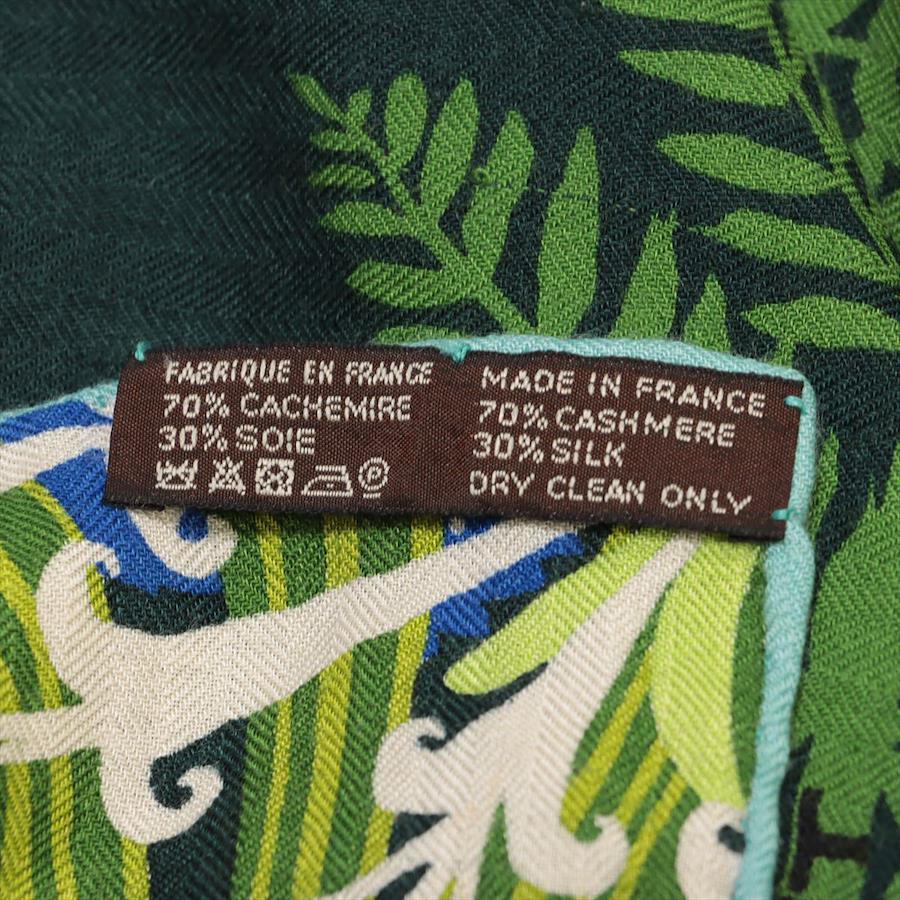 FABRIQUE EN FRANCE
70% CACHEMIRE
30% SOIE
P
MADE IN FRANCE
70% CASHMERE
30% SILK
DRY CLEAN ONLY
H